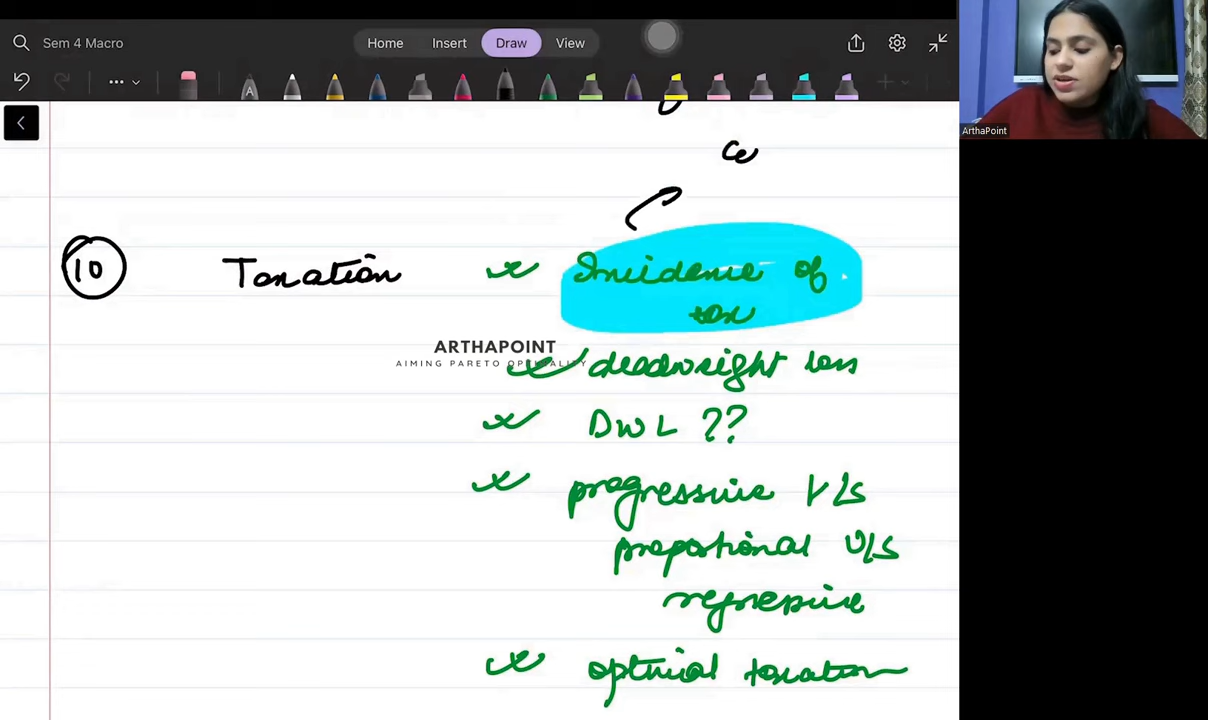 Sem 4 Macro
Home Insert Draw View
A
ArthaPoint
ce
10 Taxation Incidence of
tax
ARTHAPOINT
AIMING PARETO OPTIMALITY
deadweight loss
DWL ??
progressive V/s
proportional V/s
regressive
optimal taxation